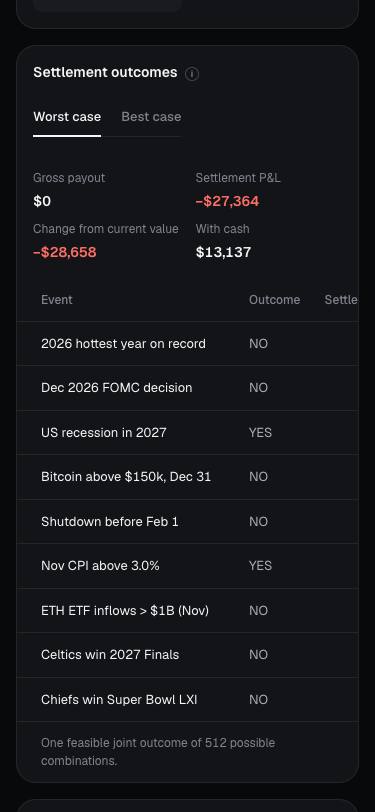 Settlement outcomes
Worst case Best case
Gross payout Settlement P&L
$0 −$27,364
Change from current value With cash
−$28,658 $13,137
Event Outcome Settle
2026 hottest year on record NO
Dec 2026 FOMC decision NO
US recession in 2027 YES
Bitcoin above $150k, Dec 31 NO
Shutdown before Feb 1 NO
Nov CPI above 3.0% YES
ETH ETF inflows > $1B (Nov) NO
Celtics win 2027 Finals NO
Chiefs win Super Bowl LXI NO
One feasible joint outcome of 512 possible
combinations.